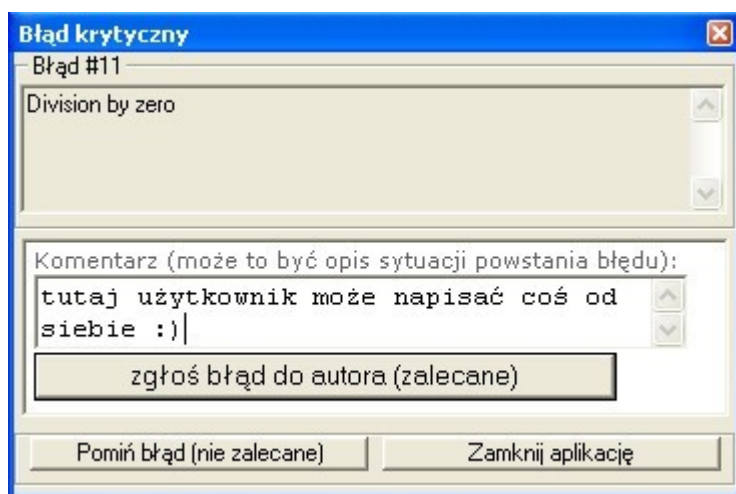 Błąd krytyczny
Błąd #11
Division by zero
Komentarz (może to być opis sytuacji powstania błędu):
tutaj użytkownik może napisać coś od
siebie :)
zgłoś błąd do autora (zalecane)
Pomiń błąd (nie zalecane)
Zamknij aplikację